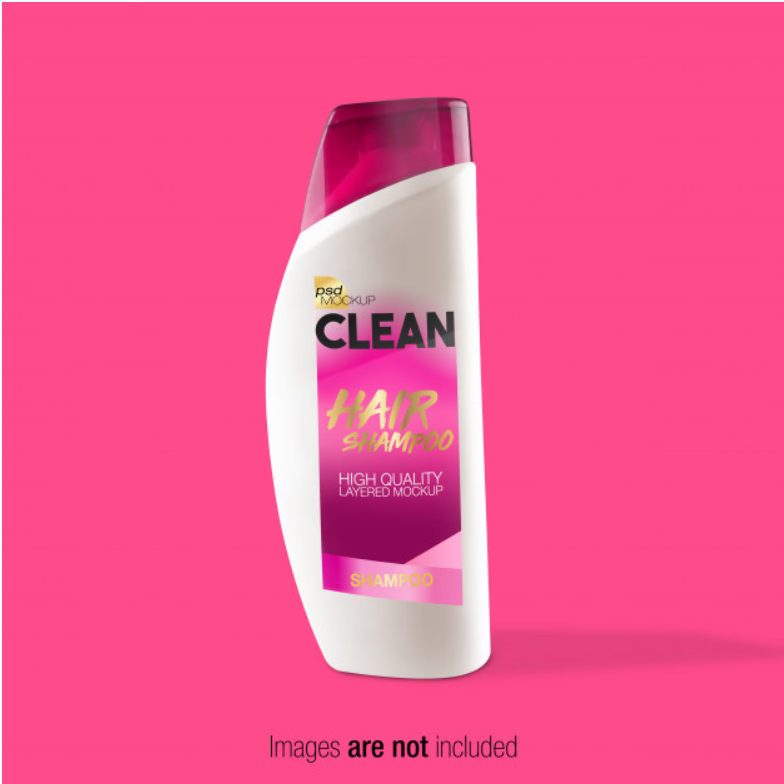 psd
MOCKUP
CLEAN
HAIR
SHAMPOO
HIGH QUALITY
LAYERED MOCKUP
SHAMPOO
Images are not included